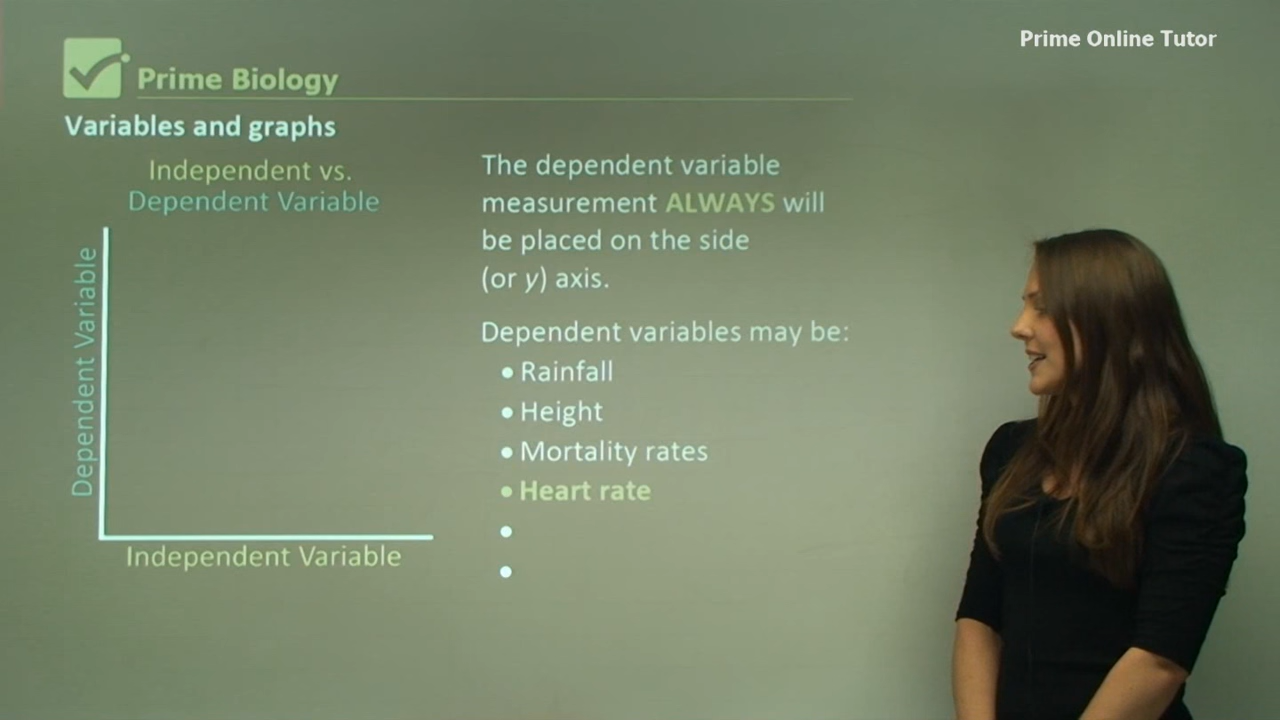 Prime Online Tutor
Prime Biology
Variables and graphs
Independent vs.
Dependent Variable
Dependent Variable
Independent Variable
The dependent variable
measurement ALWAYS will
be placed on the side
(or y) axis.
Dependent variables may be:
• Rainfall
• Height
• Mortality rates
• Heart rate
•
•